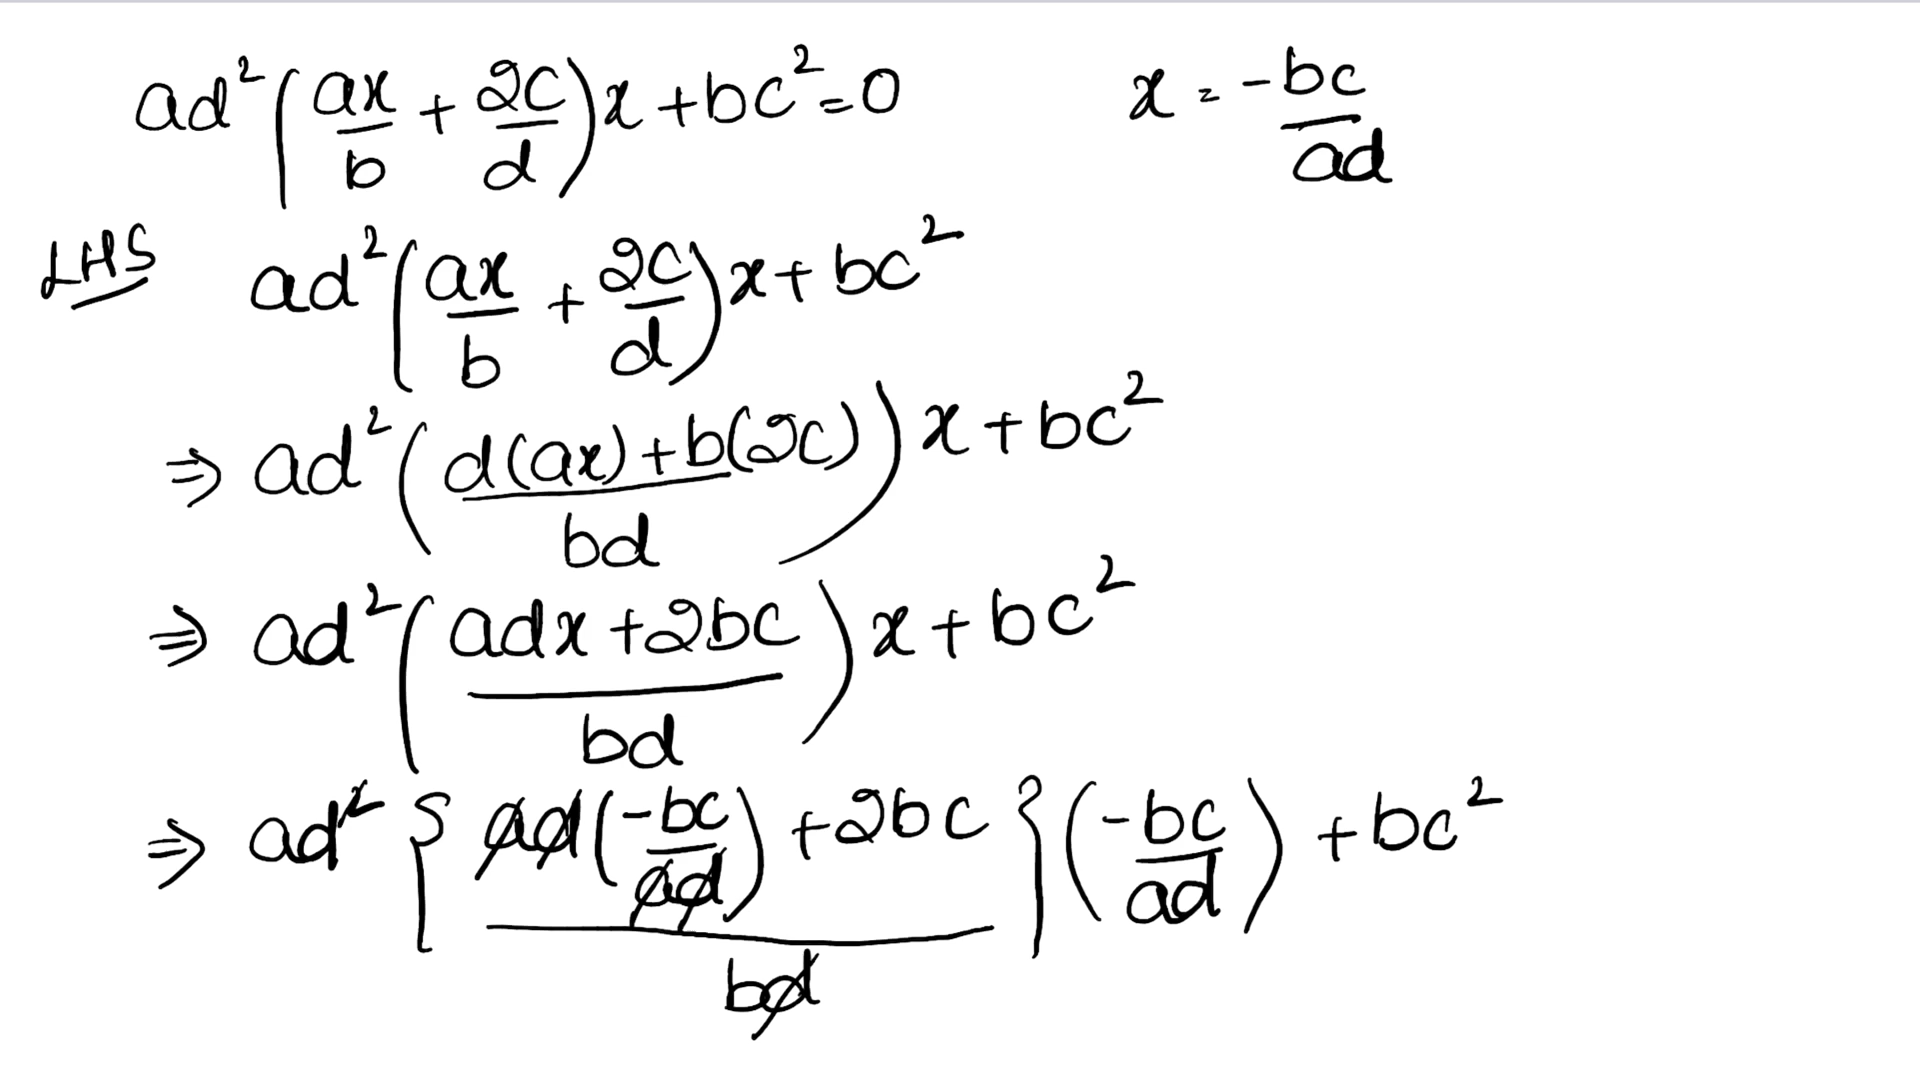 ad²(ax/b + 2c/d)x + bc² = 0    x = -bc/ad
LHS  ad²(ax/b + 2c/d)x + bc²
⇒ ad²((d(ax) + b(2c))/bd)x + bc²
⇒ ad²((adx + 2bc)/bd)x + bc²
⇒ ad²{(ad(-bc/ad) + 2bc)/bd}(-bc/ad) + bc²